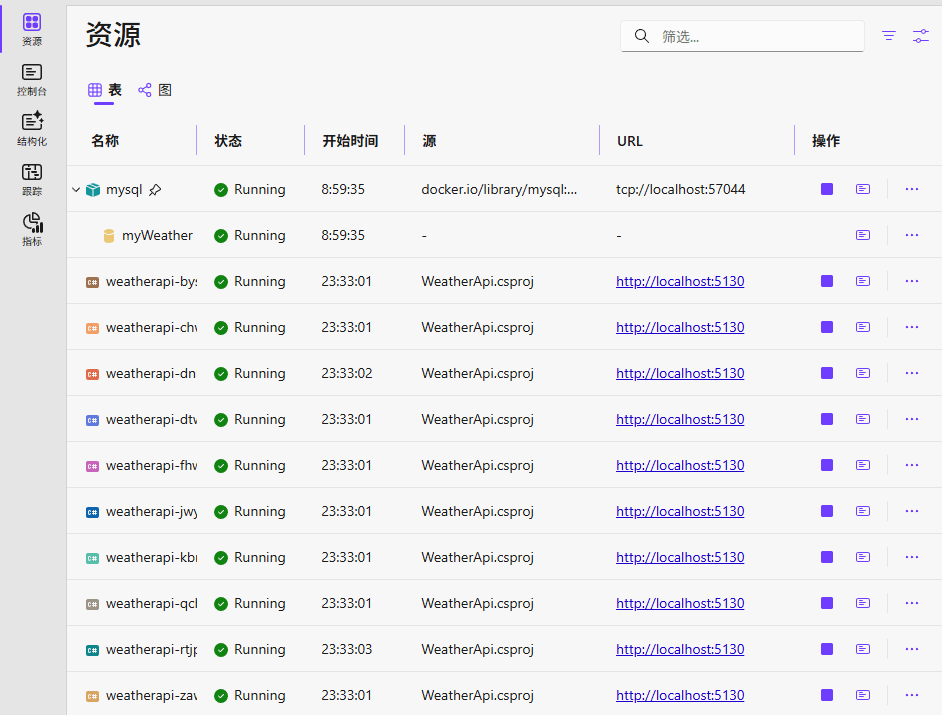 资源
控制台
结构化
跟踪
指标
资源
筛选...
表 图
名称 状态 开始时间 源 URL 操作
mysql Running 8:59:35 docker.io/library/mysql:... tcp://localhost:57044
myWeather Running 8:59:35 - -
C# weatherapi-bys Running 23:33:01 WeatherApi.csproj http://localhost:5130
C# weatherapi-chv Running 23:33:01 WeatherApi.csproj http://localhost:5130
C# weatherapi-dn Running 23:33:02 WeatherApi.csproj http://localhost:5130
C# weatherapi-dtv Running 23:33:01 WeatherApi.csproj http://localhost:5130
C# weatherapi-fhv Running 23:33:01 WeatherApi.csproj http://localhost:5130
C# weatherapi-jwy Running 23:33:01 WeatherApi.csproj http://localhost:5130
C# weatherapi-kbr Running 23:33:01 WeatherApi.csproj http://localhost:5130
C# weatherapi-qcl Running 23:33:01 WeatherApi.csproj http://localhost:5130
C# weatherapi-rtjp Running 23:33:03 WeatherApi.csproj http://localhost:5130
C# weatherapi-zav Running 23:33:01 WeatherApi.csproj http://localhost:5130